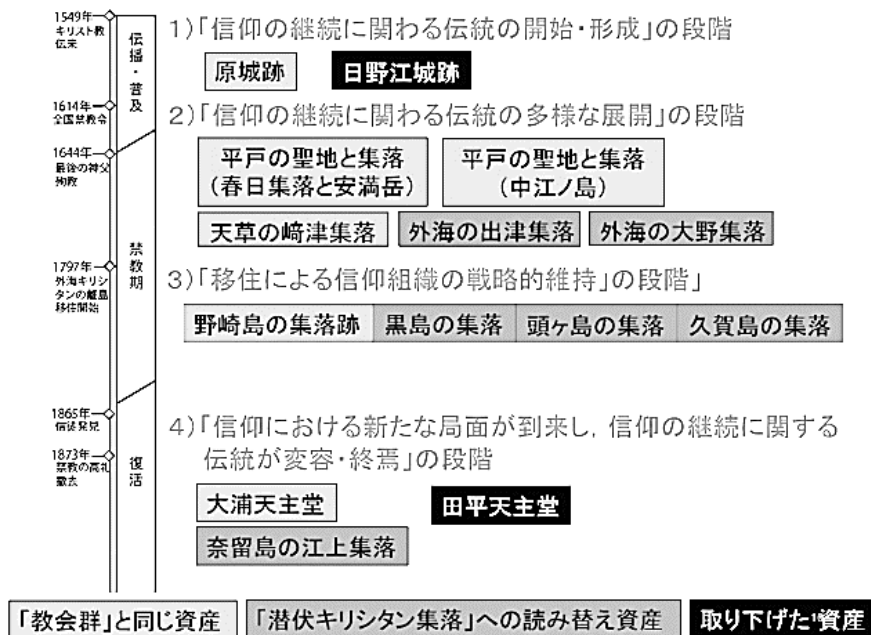 1549年
キリスト教
伝来
伝播・普及
1)「信仰の継続に関わる伝統の開始・形成」の段階
原城跡
日野江城跡
1614年
全国禁教令
2)「信仰の継続に関わる伝統の多様な展開」の段階
1644年
最後の神父
殉教
平戸の聖地と集落
(春日集落と安満岳)
平戸の聖地と集落
(中江ノ島)
天草の﨑津集落
外海の出津集落
外海の大野集落
禁教期
1797年
外海キリシ
タンの離島
移住開始
3)「移住による信仰組織の戦略的維持」の段階」
野崎島の集落跡
黒島の集落
頭ヶ島の集落
久賀島の集落
1865年
信徒発見
4)「信仰における新たな局面が到来し,信仰の継続に関する
伝統が変容・終焉」の段階
1873年
禁教の高札
撤去
復活
大浦天主堂
田平天主堂
奈留島の江上集落
「教会群」と同じ資産
「潜伏キリシタン集落」への読み替え資産
取り下げた資産